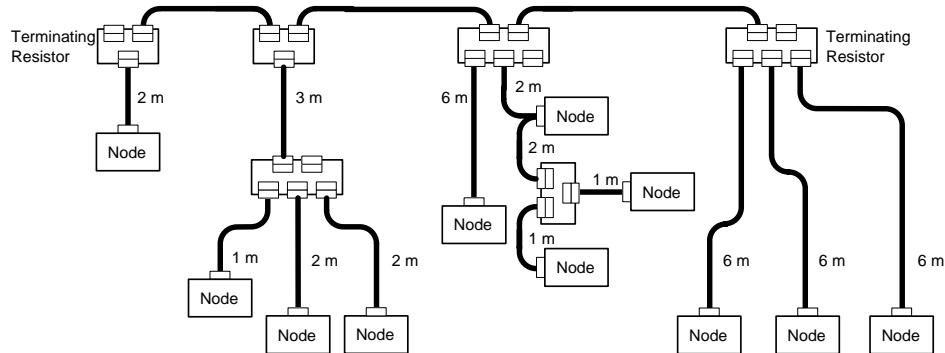 Terminating
Resistor
Terminating
Resistor
2 m
3 m
6 m
2 m
Node
Node
2 m
1 m
Node
Node
1 m
Node
1 m
2 m
2 m
6 m
6 m
6 m
Node
Node
Node
Node
Node
Node